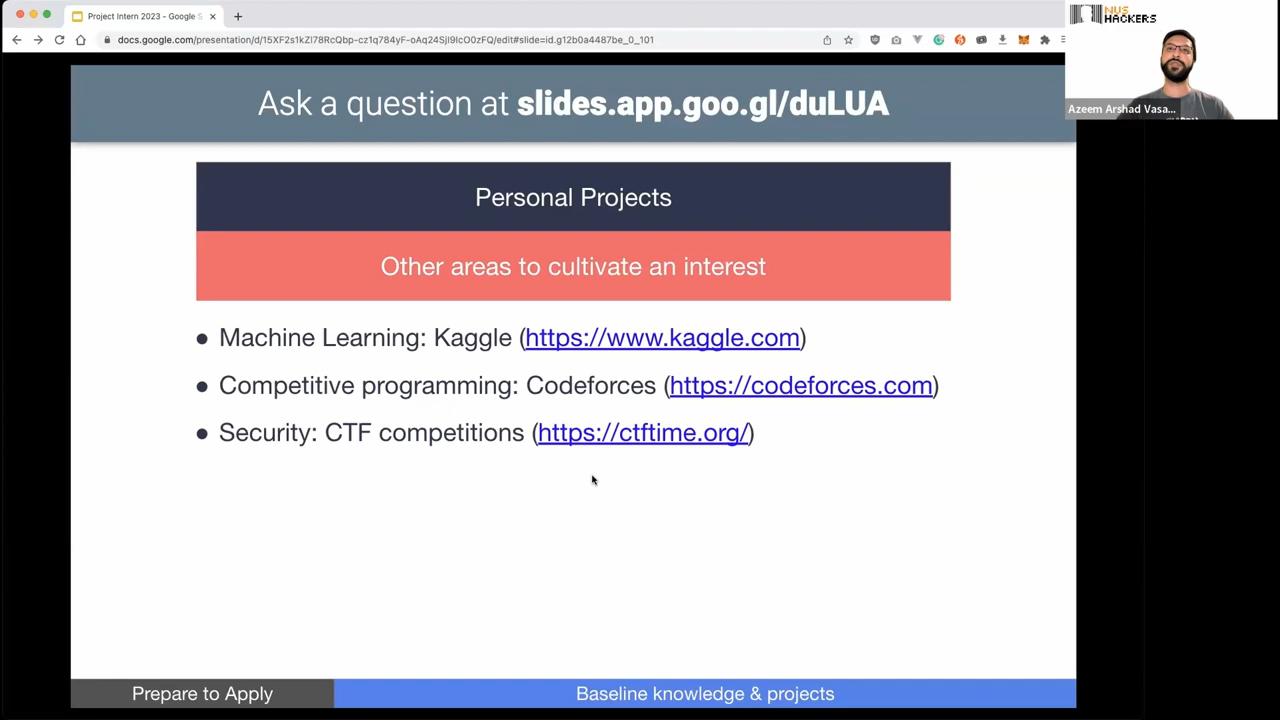 Project Intern 2023 - Google S
docs.google.com/presentation/d/15XF2s1kZl78RcQbp-cz1q784yF-oAq24SjI9IcO0zFQ/edit#slide=id.g12b0a4487be_0_101
NUS
HACKERS
Azeem Arshad Vasa...
Ask a question at slides.app.goo.gl/duLUA
Personal Projects
Other areas to cultivate an interest
● Machine Learning: Kaggle (https://www.kaggle.com)
● Competitive programming: Codeforces (https://codeforces.com)
● Security: CTF competitions (https://ctftime.org/)
Prepare to Apply
Baseline knowledge & projects